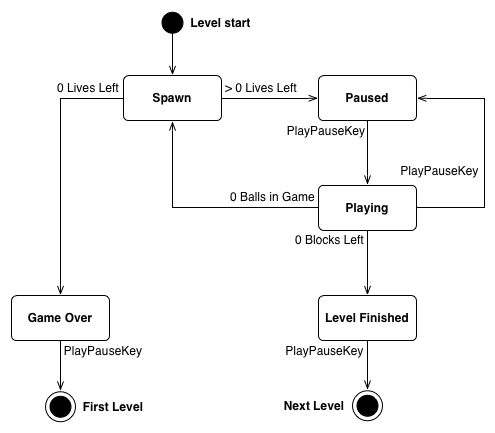 Level start
0 Lives Left
Spawn
> 0 Lives Left
Paused
PlayPauseKey
PlayPauseKey
0 Balls in Game
Playing
0 Blocks Left
Game Over
Level Finished
PlayPauseKey
PlayPauseKey
First Level
Next Level